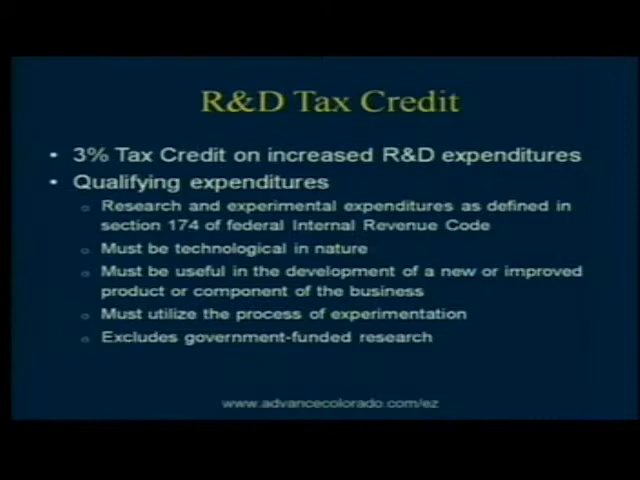 R&D Tax Credit
• 3% Tax Credit on increased R&D expenditures
• Qualifying expenditures
o Research and experimental expenditures as defined in
section 174 of federal Internal Revenue Code
o Must be technological in nature
o Must be useful in the development of a new or improved
product or component of the business
o Must utilize the process of experimentation
o Excludes government-funded research
www.advancecolorado.com/ez